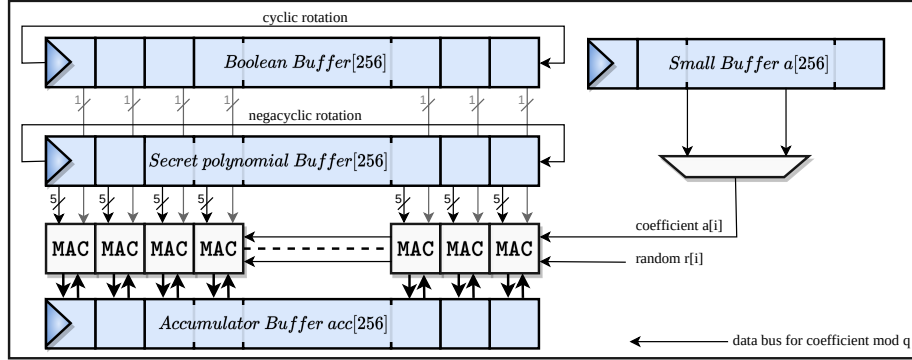 cyclic rotation
Boolean Buffer[256]
Small Buffer a[256]
1 1 1 1 1 1 1
negacyclic rotation
Secret polynomial Buffer[256]
5 5 5 5 5 5 5
coefficient a[i]
MAC MAC MAC MAC MAC MAC MAC
random r[i]
Accumulator Buffer acc[256]
data bus for coefficient mod q